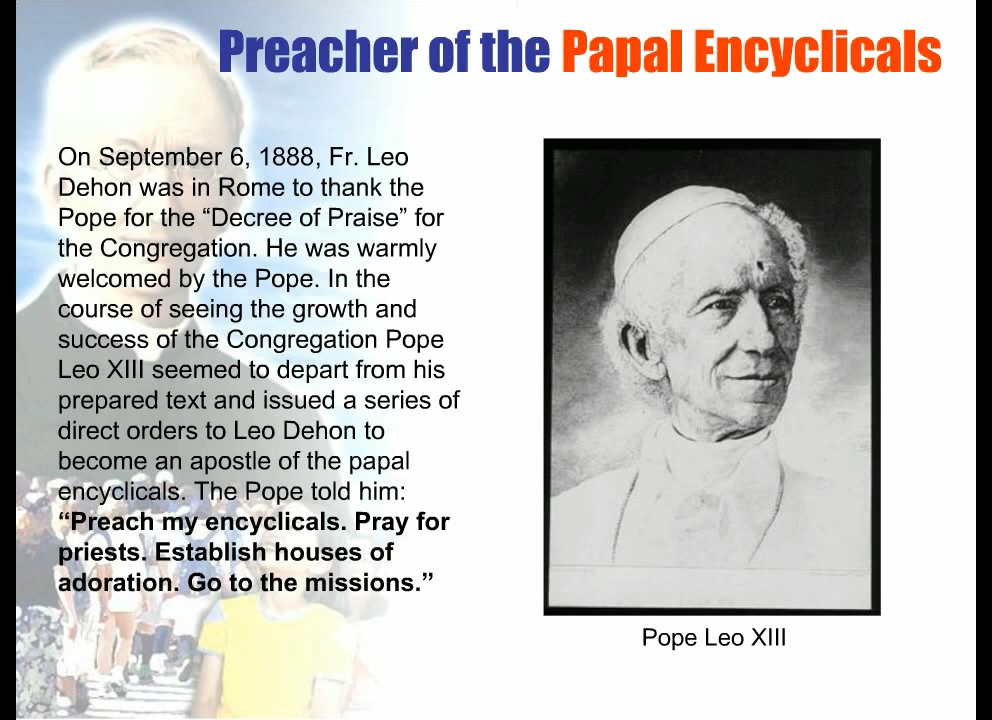 Preacher of the Papal Encyclicals
On September 6, 1888, Fr. Leo
Dehon was in Rome to thank the
Pope for the “Decree of Praise” for
the Congregation. He was warmly
welcomed by the Pope. In the
course of seeing the growth and
success of the Congregation Pope
Leo XIII seemed to depart from his
prepared text and issued a series of
direct orders to Leo Dehon to
become an apostle of the papal
encyclicals. The Pope told him:
“Preach my encyclicals. Pray for
priests. Establish houses of
adoration. Go to the missions.”
Pope Leo XIII